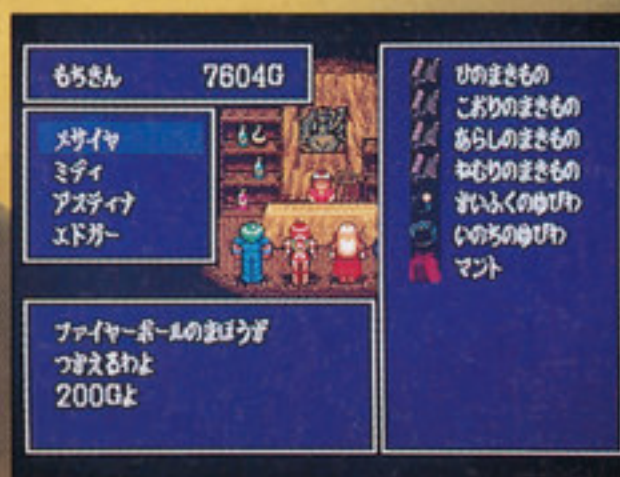 もちきん 7604G
メサイヤ
ミディ
アスティナ
エドガー
ファイヤーボールのまほうが
つかえるわよ
200Gよ
ひのまきもの
こおりのまきもの
あらしのまきもの
ねむりのまきもの
かいふくのゆびわ
いのちのゆびわ
マント